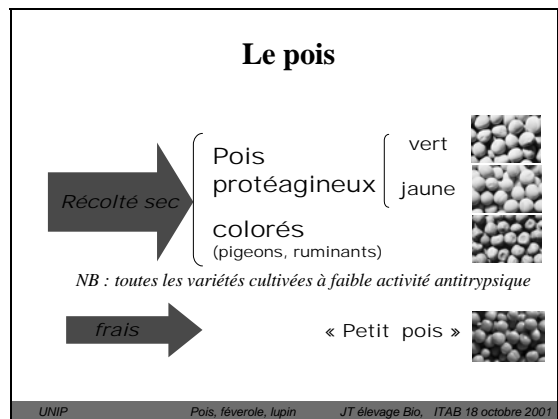 Le pois
Récolté sec
Pois
protéagineux
vert
jaune
colorés
(pigeons, ruminants)
NB : toutes les variétés cultivées à faible activité antitrypsique
frais
« Petit pois »
UNIP Pois, féverole, lupin JT élevage Bio, ITAB 18 octobre 2001